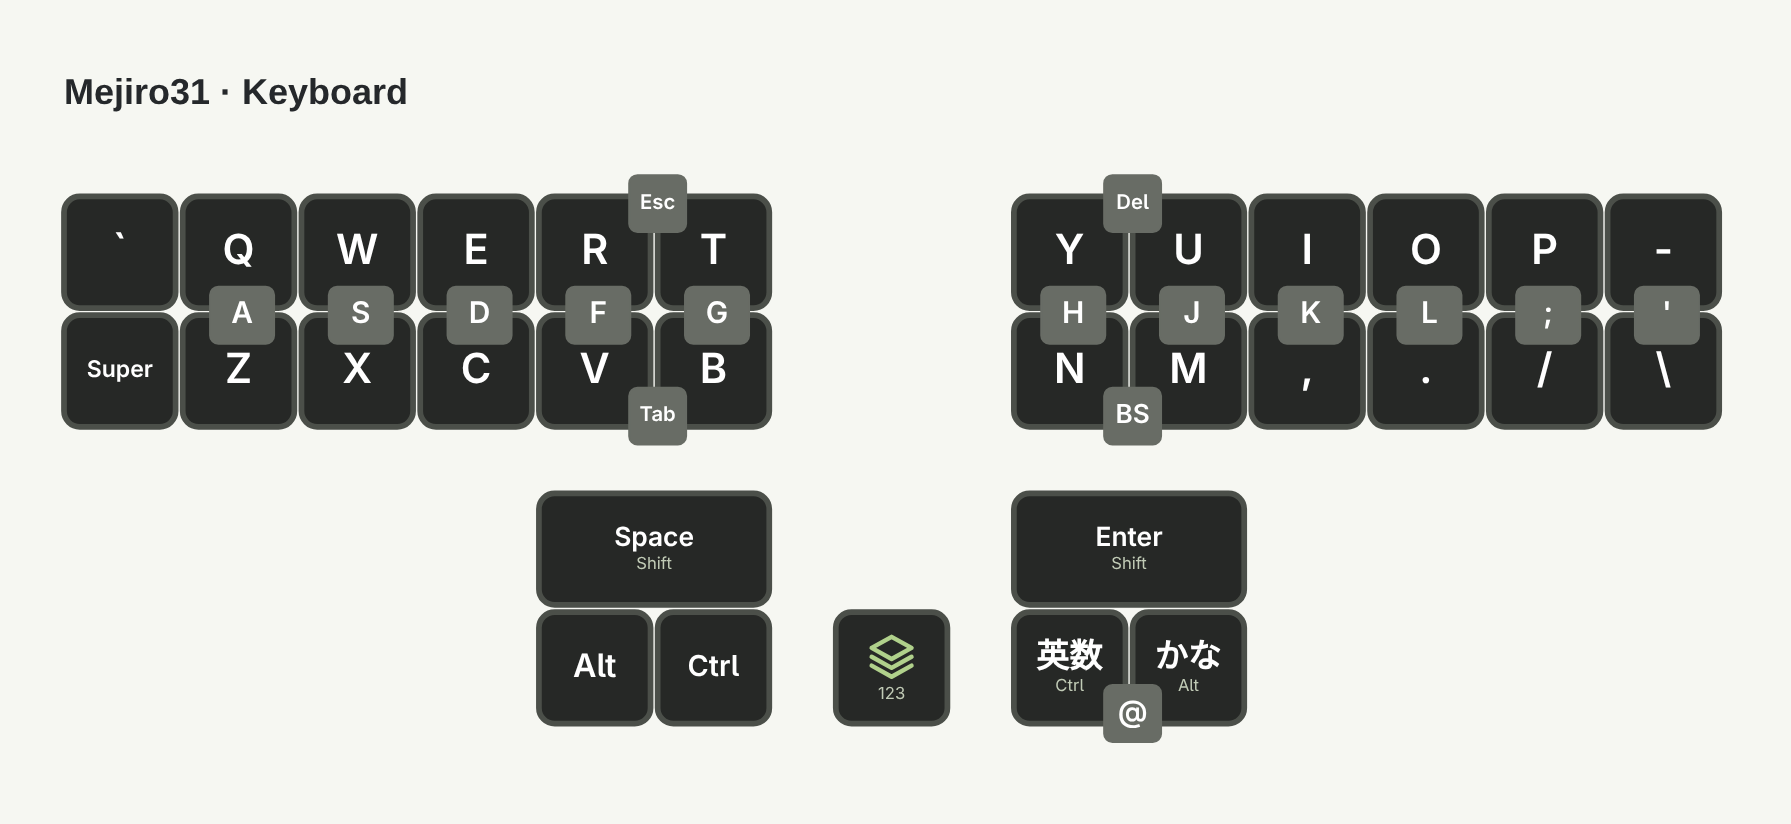 Mejiro31 · Keyboard
Esc Del
` Q W E R T Y U I O P -
A S D F G H J K L ; '
Super Z X C V B N M , . / \
Tab BS
Space Enter
Shift Shift
Alt Ctrl 英数 かな
123 Ctrl Alt
@